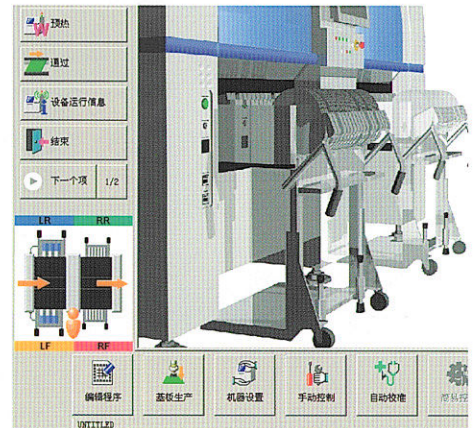 预热
通过
设备运行信息
结束
下一个项 1/2
LR RR
LF RF
编辑程序 基板生产 机器设置 手动控制 自动校准
UNTITLED